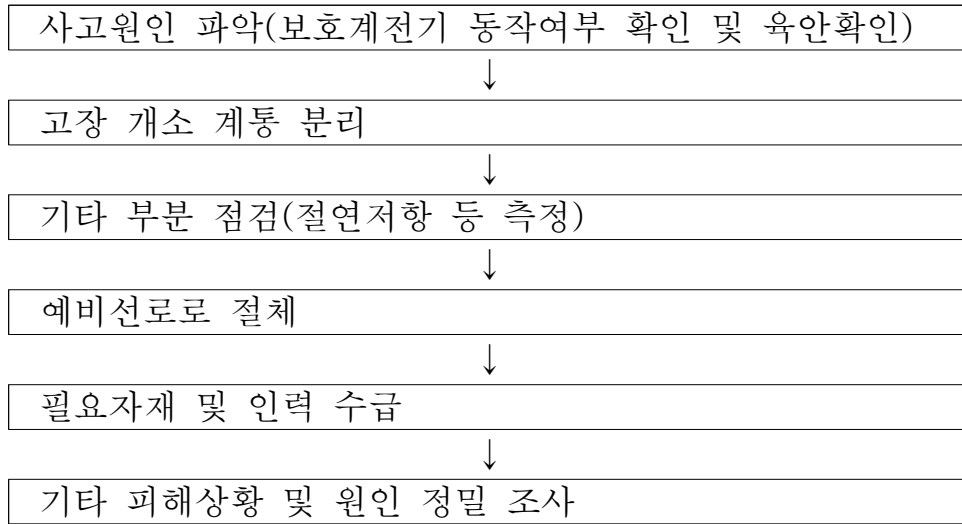 사고원인 파악(보호계전기 동작여부 확인 및 육안확인)
↓
고장 개소 계통 분리
↓
기타 부분 점검(절연저항 등 측정)
↓
예비선로로 절체
↓
필요자재 및 인력 수급
↓
기타 피해상황 및 원인 정밀 조사